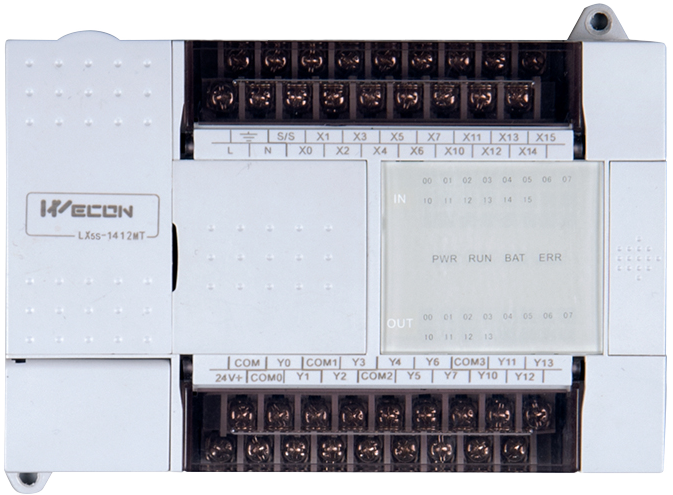 ⏚ S/S X1 X3 X5 X7 X11 X13 X15
L N X0 X2 X4 X6 X10 X12 X14
WECON
LX5S-1412MT
IN
00 01 02 03 04 05 06 07
10 11 12 13 14 15
PWR RUN BAT ERR
OUT
00 01 02 03 04 05 06 07
10 11 12 13
COM Y0 COM1 Y3 Y4 Y6 COM3 Y11 Y13
24V+ COM0 Y1 Y2 COM2 Y5 Y7 Y10 Y12